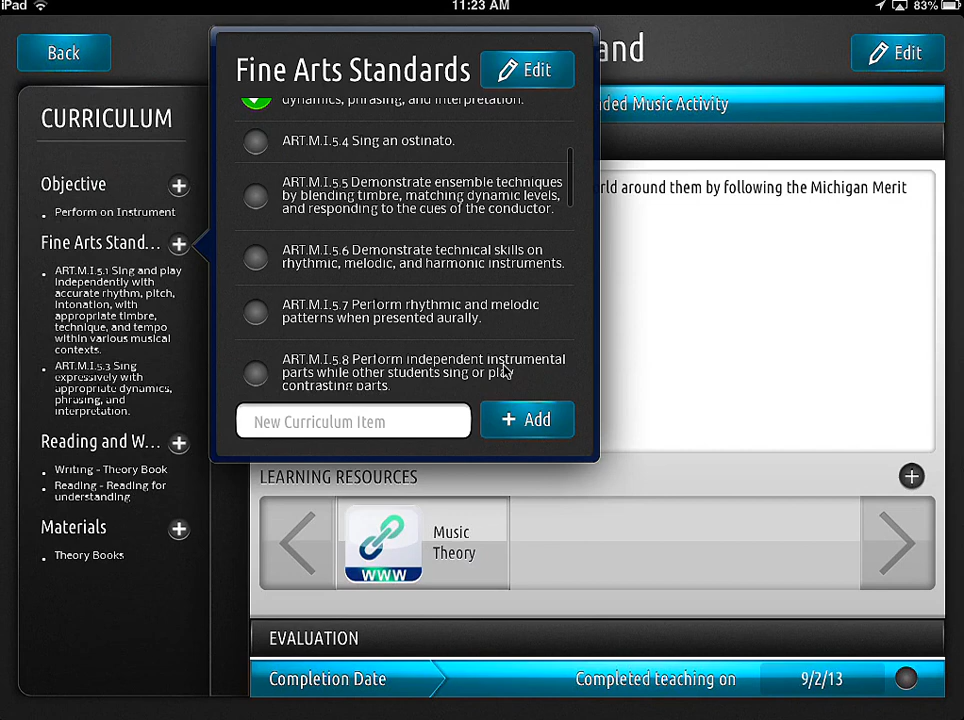 iPad
11:23 AM
83%
Back
Fine Arts Standards
Edit
and
Edit
CURRICULUM
dynamics, phrasing, and interpretation.
ded Music Activity
ART.M.I.5.4 Sing an ostinato.
Objective
ART.M.I.5.5 Demonstrate ensemble techniques
by blending timbre, matching dynamic levels,
and responding to the cues of the conductor.
rld around them by following the Michigan Merit
Perform on Instrument
Fine Arts Stand...
ART.M.I.5.6 Demonstrate technical skills on
rhythmic, melodic, and harmonic instruments.
ART.M.I.5.1 Sing and play
independently with
accurate rhythm, pitch,
intonation, with
appropriate timbre,
technique, and tempo
within various musical
contexts.
ART.M.I.5.7 Perform rhythmic and melodic
patterns when presented aurally.
ART.M.I.5.3 Sing
expressively with
appropriate dynamics,
phrasing, and
interpretation.
ART.M.I.5.8 Perform independent instrumental
parts while other students sing or play
contrasting parts.
New Curriculum Item
+ Add
Reading and W...
Writing - Theory Book
Reading - Reading for
understanding
LEARNING RESOURCES
Materials
Theory Books
WWW
Music
Theory
EVALUATION
Completion Date
Completed teaching on
9/2/13